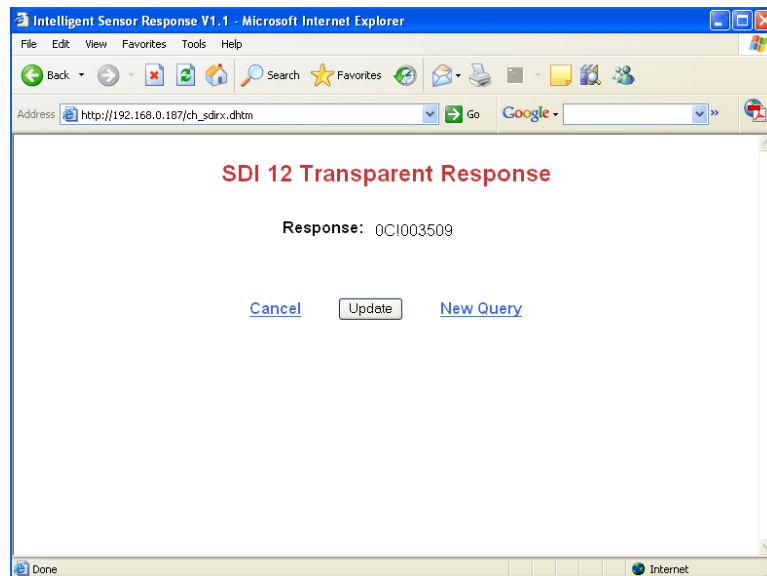 Intelligent Sensor Response V1.1 - Microsoft Internet Explorer
File Edit View Favorites Tools Help
Back Search Favorites
Address http://192.168.0.187/ch_sdirx.dhtm Go Google »
SDI 12 Transparent Response
Response: 0C!003509
Cancel Update New Query
Done Internet